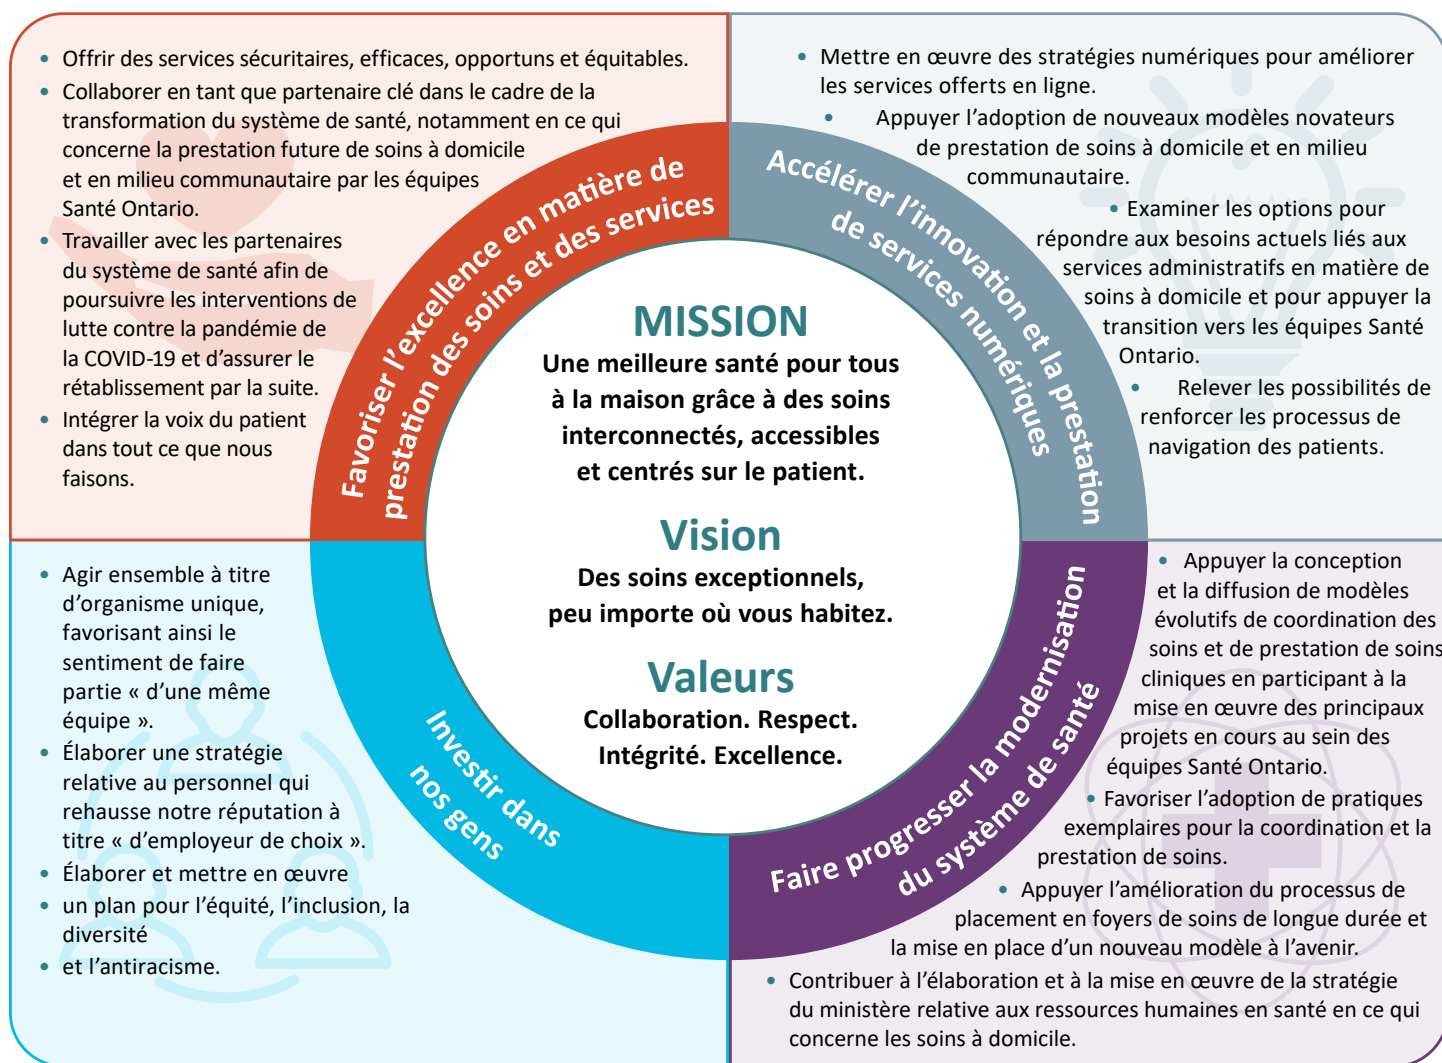 • Offrir des services sécuritaires, efficaces, opportuns et équitables.
• Collaborer en tant que partenaire clé dans le cadre de la
transformation du système de santé, notamment en ce qui
concerne la prestation future de soins à domicile
et en milieu communautaire par les équipes
Santé Ontario.
• Travailler avec les partenaires
du système de santé afin de
poursuivre les interventions de
lutte contre la pandémie de
la COVID-19 et d’assurer le
rétablissement par la suite.
• Intégrer la voix du patient
dans tout ce que nous
faisons.
Favoriser l’excellence en matière de
prestation des soins et des services
• Mettre en œuvre des stratégies numériques pour améliorer
les services offerts en ligne.
• Appuyer l’adoption de nouveaux modèles novateurs
de prestation de soins à domicile et en milieu
communautaire.
• Examiner les options pour
répondre aux besoins actuels liés aux
services administratifs en matière de
soins à domicile et pour appuyer la
transition vers les équipes Santé
Ontario.
• Relever les possibilités de
renforcer les processus de
navigation des patients.
Accélérer l’innovation et la prestation
de services numériques
MISSION
Une meilleure santé pour tous
à la maison grâce à des soins
interconnectés, accessibles
et centrés sur le patient.
Vision
Des soins exceptionnels,
peu importe où vous habitez.
Valeurs
Collaboration. Respect.
Intégrité. Excellence.
• Agir ensemble à titre
d’organisme unique,
favorisant ainsi le
sentiment de faire
partie « d’une même
équipe ».
• Élaborer une stratégie
relative au personnel qui
rehausse notre réputation à
titre « d’employeur de choix ».
• Élaborer et mettre en œuvre
• un plan pour l’équité, l’inclusion, la
diversité
• et l’antiracisme.
Investir dans
nos gens
• Appuyer la conception
et la diffusion de modèles
évolutifs de coordination des
soins et de prestation de soins
cliniques en participant à la
mise en œuvre des principaux
projets en cours au sein des
équipes Santé Ontario.
• Favoriser l’adoption de pratiques
exemplaires pour la coordination et la
prestation de soins.
• Appuyer l’amélioration du processus de
placement en foyers de soins de longue durée et
la mise en place d’un nouveau modèle à l’avenir.
• Contribuer à l’élaboration et à la mise en œuvre de la stratégie
du ministère relative aux ressources humaines en santé en ce qui
concerne les soins à domicile.
Faire progresser la modernisation
du système de santé